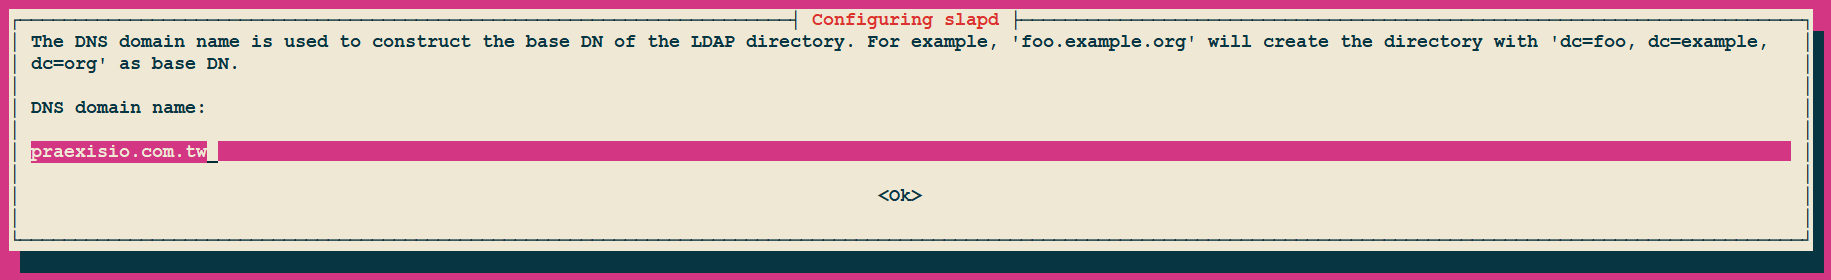 Configuring slapd
The DNS domain name is used to construct the base DN of the LDAP directory. For example, 'foo.example.org' will create the directory with 'dc=foo, dc=example,
dc=org' as base DN.
DNS domain name:
praexisio.com.tw
<Ok>